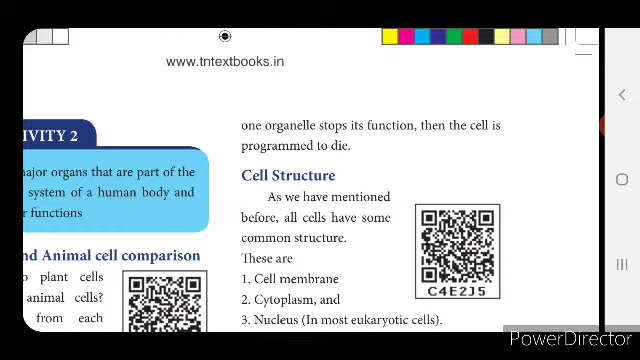 www.tntextbooks.in
IVITY 2
major organs that are part of the
system of a human body and
functions
nd Animal cell comparison
plant cells
animal cells?
from each
one organelle stops its function, then the cell is
programmed to die.
Cell Structure
As we have mentioned
before, all cells have some
common structure.
These are
1. Cell membrane
2. Cytoplasm, and
3. Nucleus (In most eukaryotic cells).
C4E2J5
PowerDirector